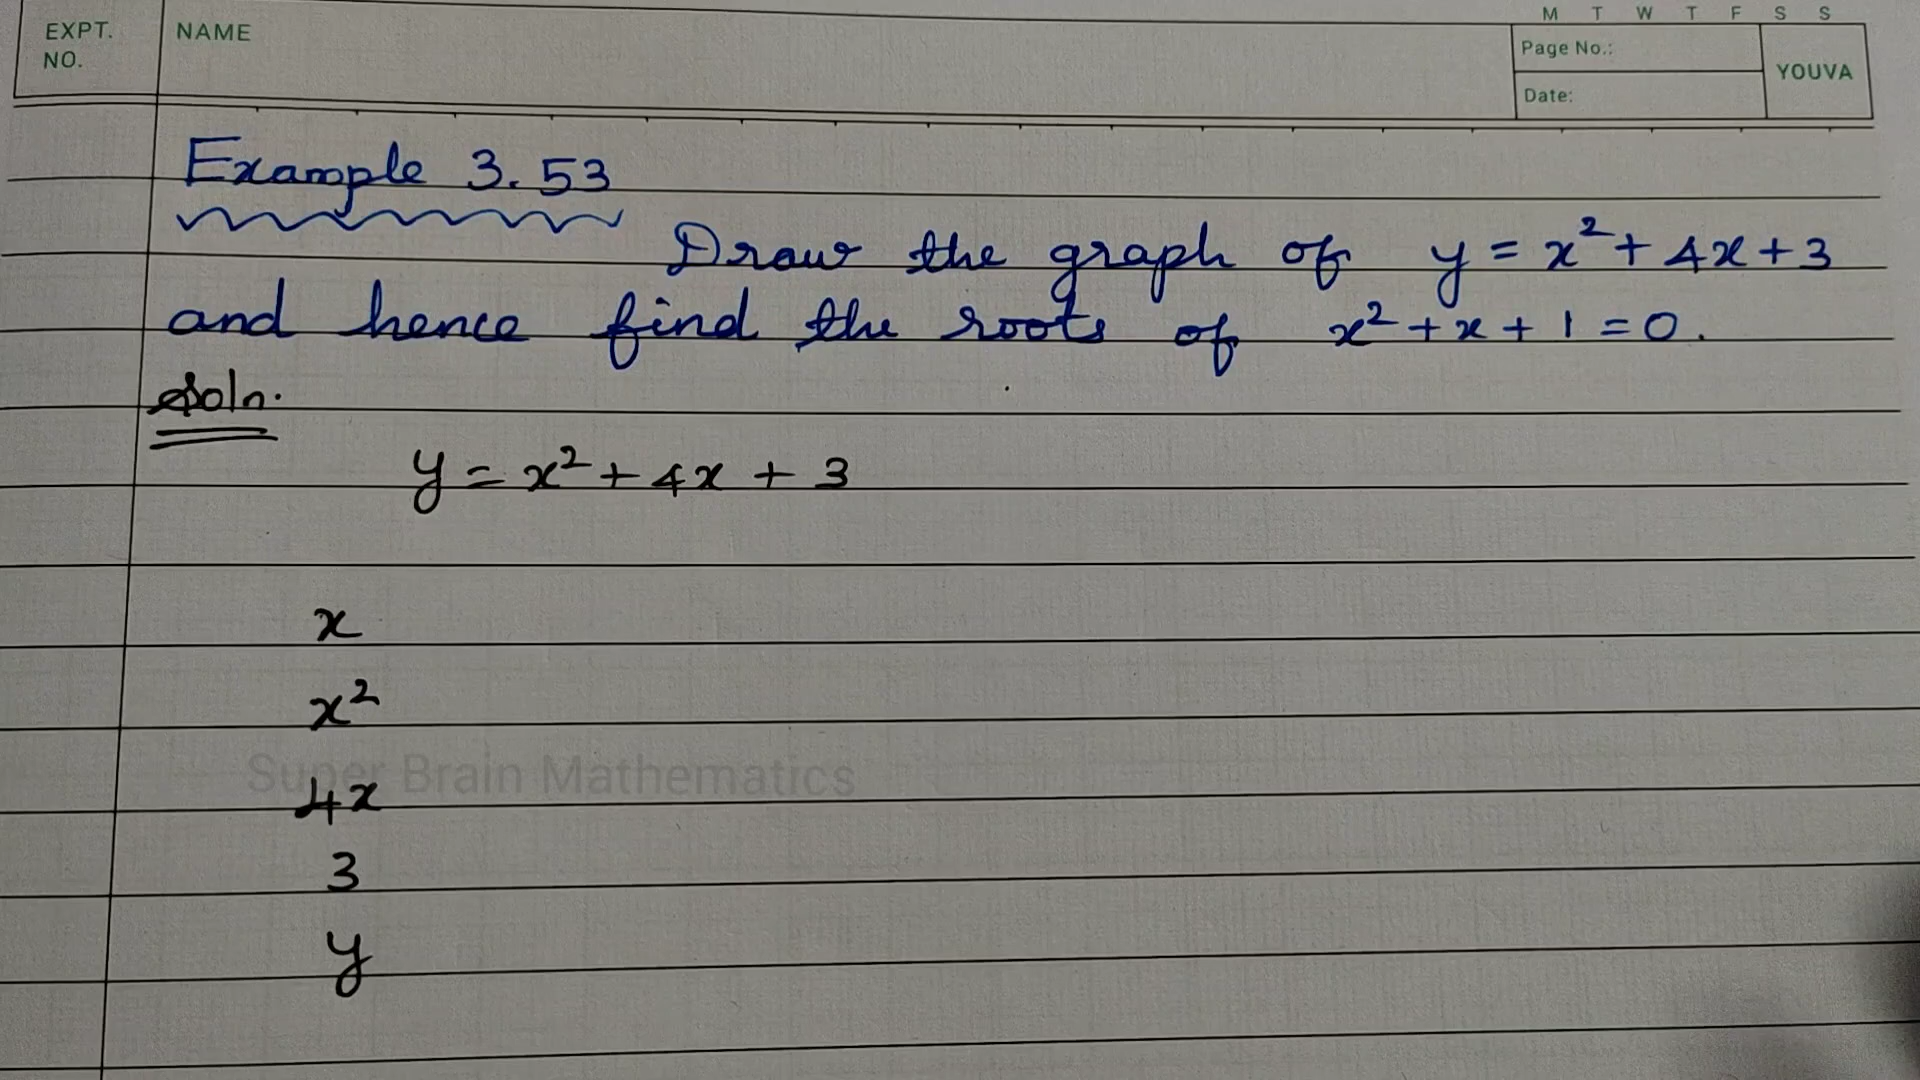 M T W T F S S
EXPT. NO.
NAME
Page No.:
Date:
YOUVA
Example 3.53
Draw the graph of y = x² + 4x + 3
and hence find the roots of x² + x + 1 = 0.
Soln.
y = x² + 4x + 3
x
x²
Super Brain Mathematics
4x
3
y